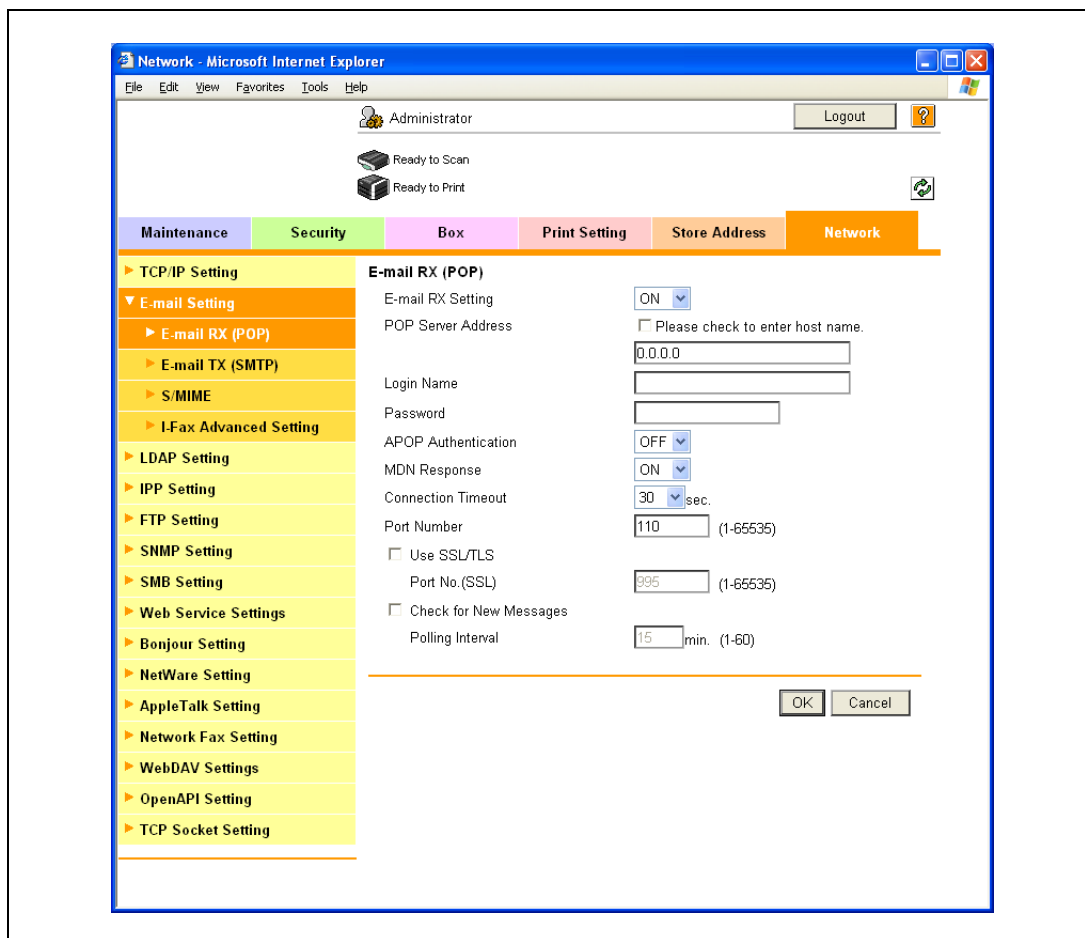 Network - Microsoft Internet Explorer
File Edit View Favorites Tools Help
Administrator
Logout
?
Ready to Scan
Ready to Print
Maintenance Security Box Print Setting Store Address Network
TCP/IP Setting
E-mail Setting
E-mail RX (POP)
E-mail TX (SMTP)
S/MIME
I-Fax Advanced Setting
LDAP Setting
IPP Setting
FTP Setting
SNMP Setting
SMB Setting
Web Service Settings
Bonjour Setting
NetWare Setting
AppleTalk Setting
Network Fax Setting
WebDAV Settings
OpenAPI Setting
TCP Socket Setting
E-mail RX (POP)
E-mail RX Setting ON
POP Server Address Please check to enter host name.
0.0.0.0
Login Name
Password
APOP Authentication OFF
MDN Response ON
Connection Timeout 30 sec.
Port Number 110 (1-65535)
Use SSL/TLS
Port No.(SSL) 995 (1-65535)
Check for New Messages
Polling Interval 15 min. (1-60)
OK Cancel